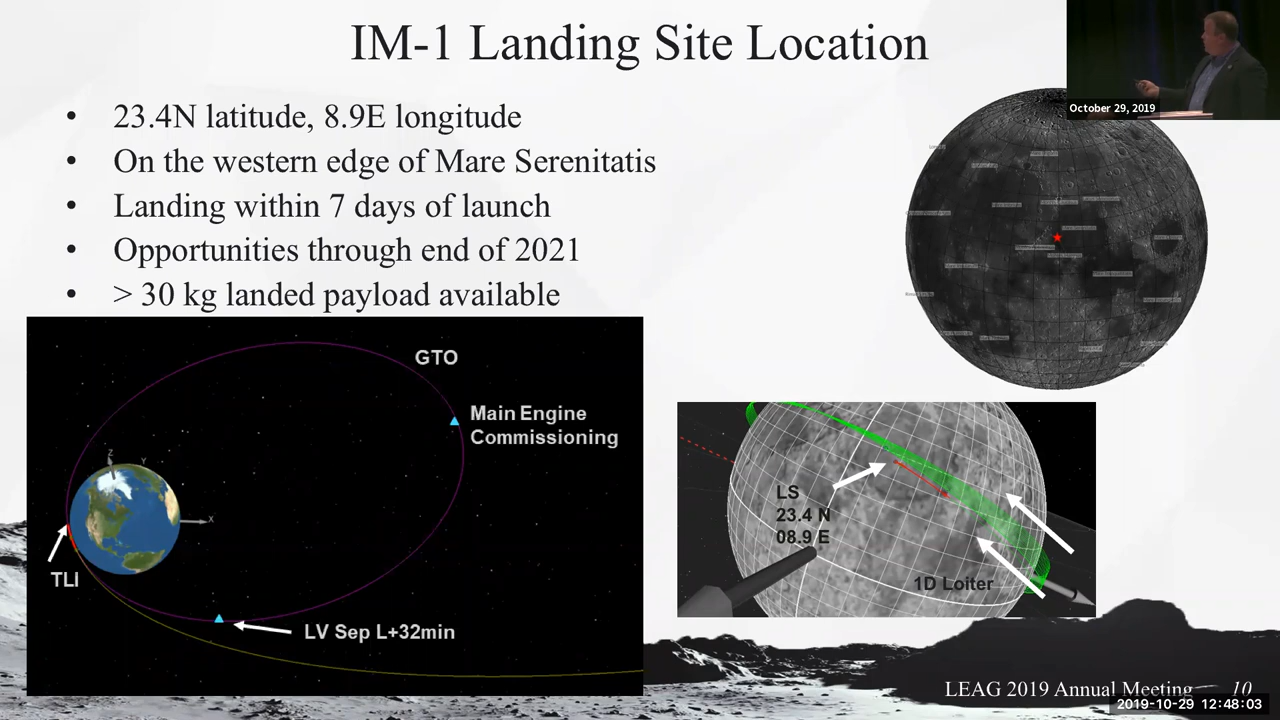 IM-1 Landing Site Location
October 29, 2019
• 23.4N latitude, 8.9E longitude
• On the western edge of Mare Serenitatis
• Landing within 7 days of launch
• Opportunities through end of 2021
• > 30 kg landed payload available
GTO
Main Engine
Commissioning
Z
Y
X
TLI
LV Sep L+32min
LS
23.4 N
08.9 E
1D Loiter
LEAG 2019 Annual Meeting 10
2019-10-29 12:48:03